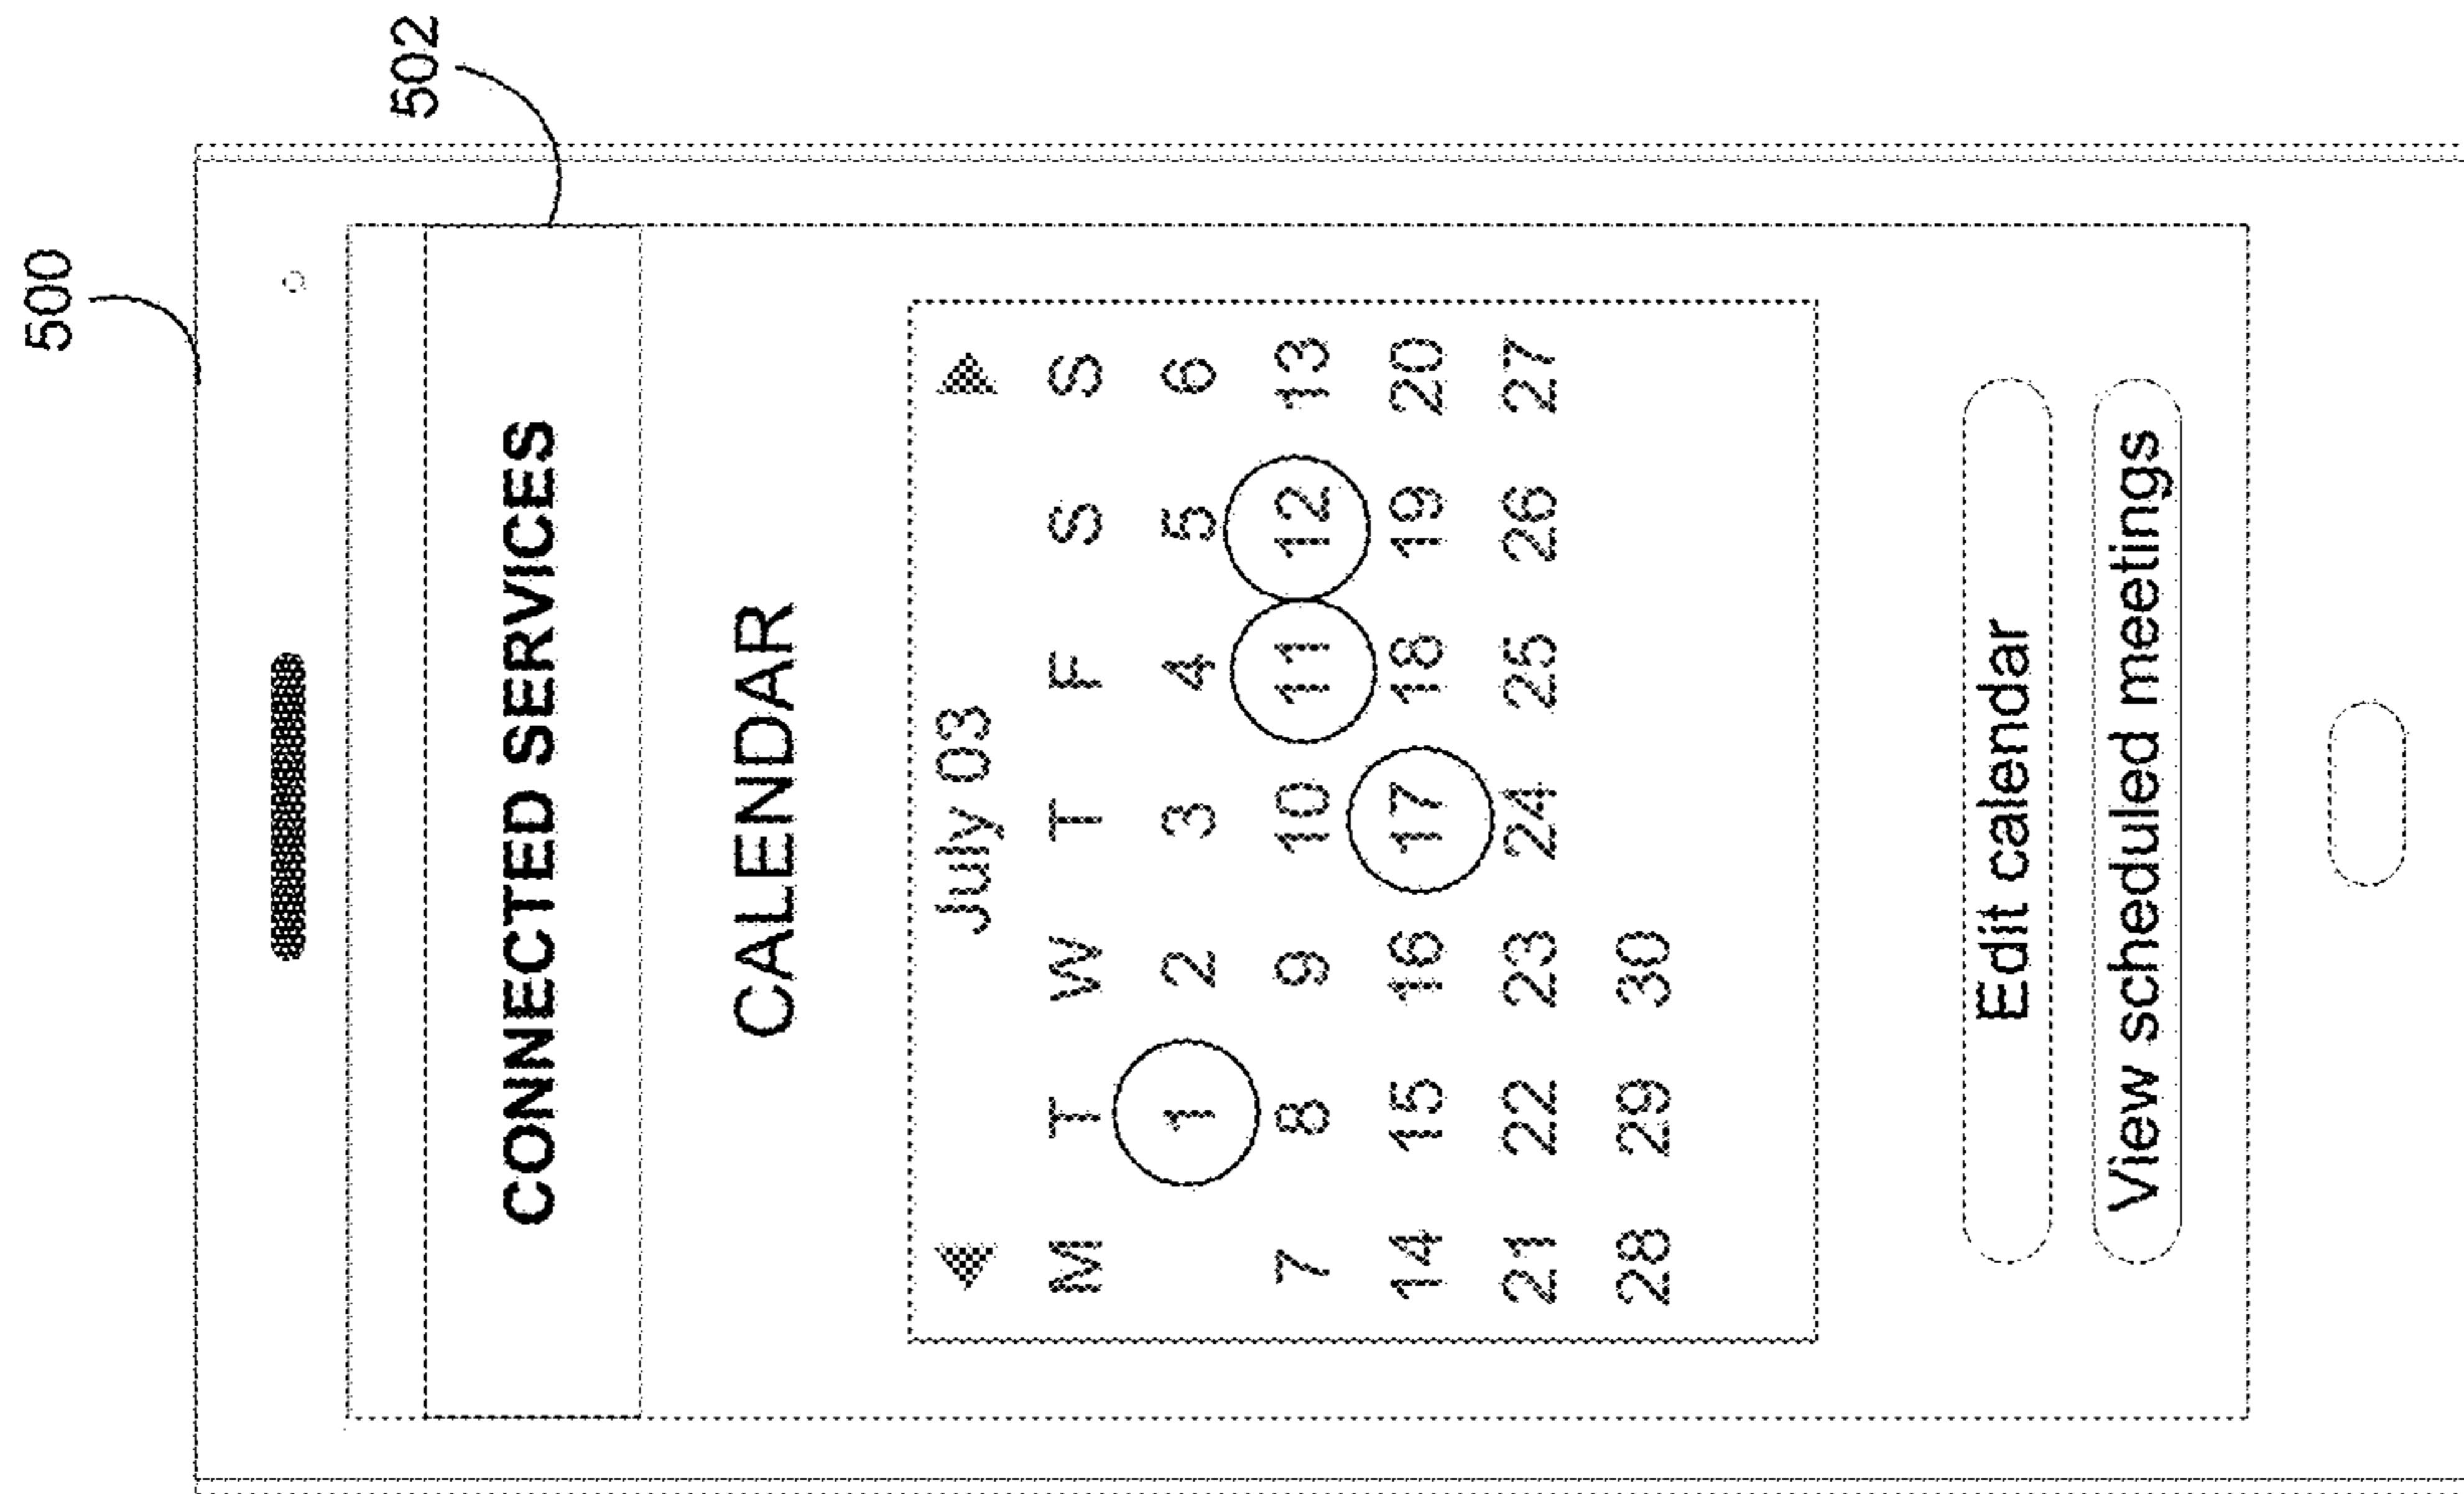 500
502
CONNECTED SERVICES
CALENDAR
July 03
M T W T F S S
1 2 3 4 5 6
7 8 9 10 11 12 13
14 15 16 17 18 19 20
21 22 23 24 25 26 27
28 29 30
Edit calendar
View scheduled meetings